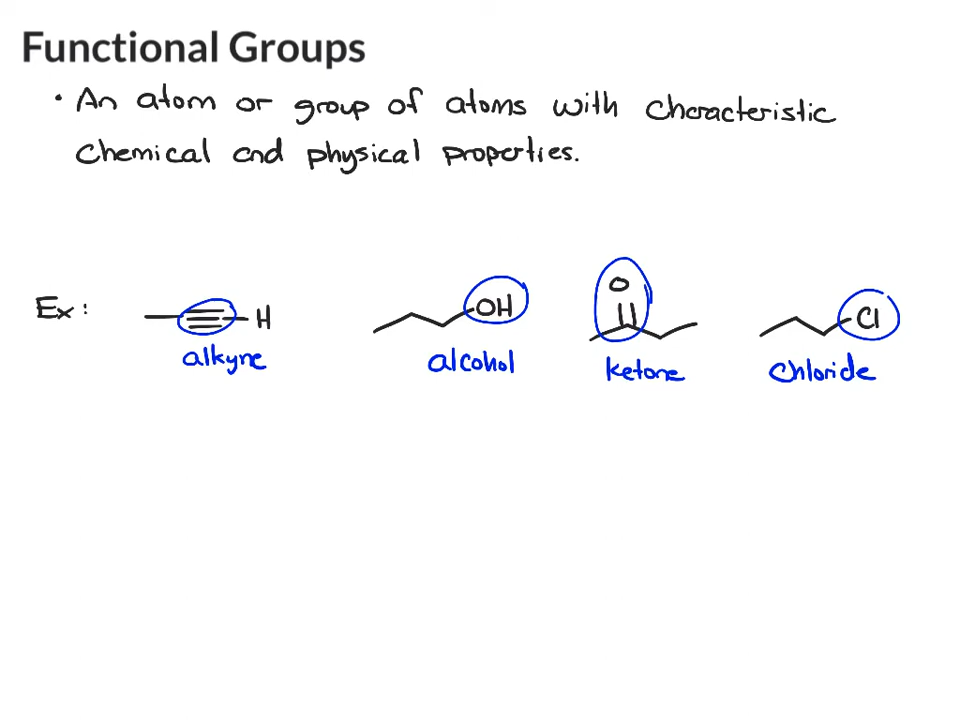 Functional Groups
• An atom or group of atoms with characteristic
chemical and physical properties.
Ex:
H
OH
O
Cl
alkyne
alcohol
ketone
chloride